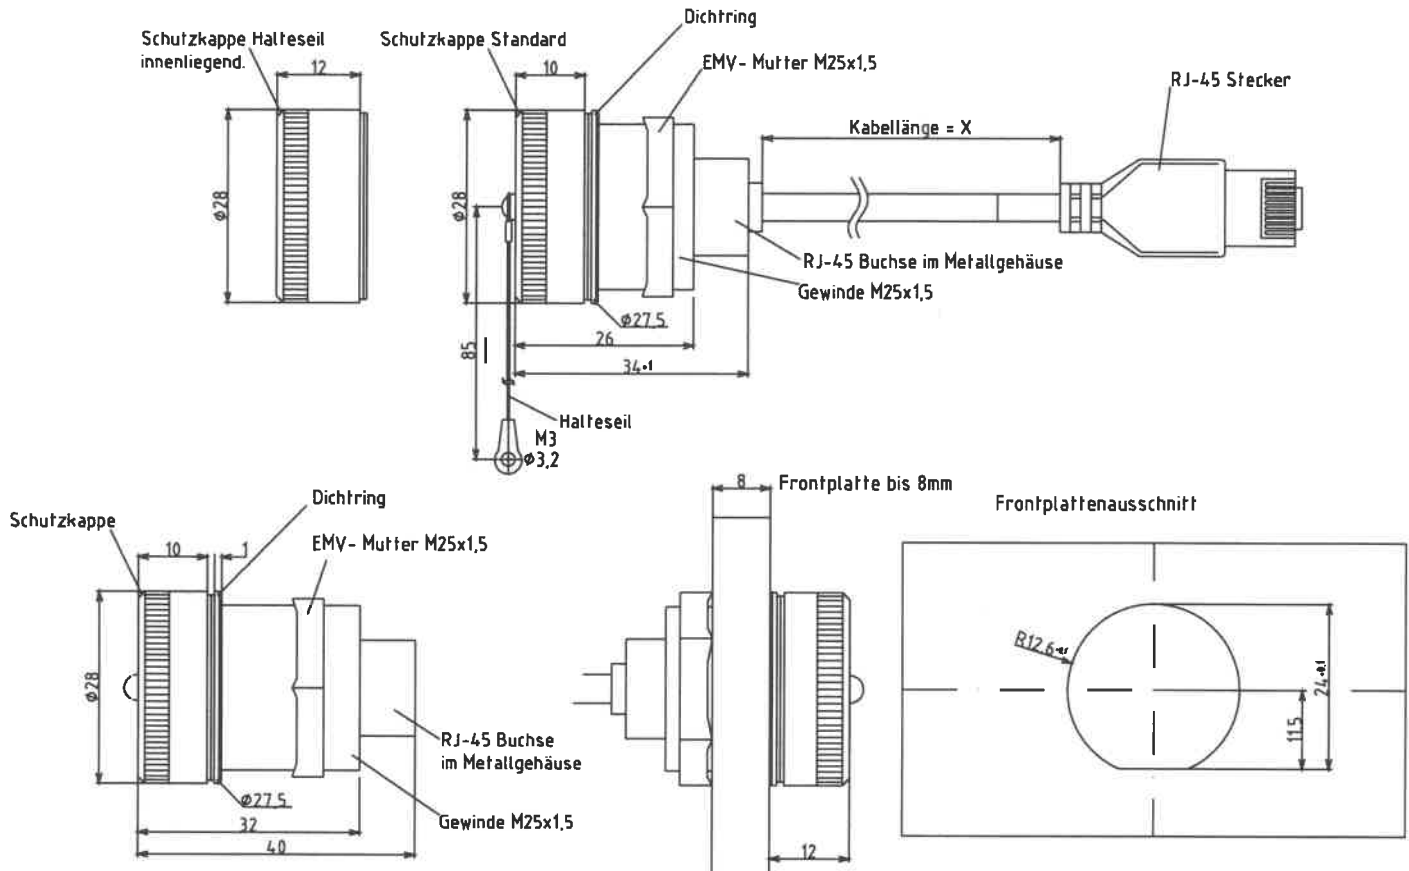 Dichtring
Schutzkappe Halteseil
innenliegend.
Schutzkappe Standard
12
10
EMV- Mutter M25x1,5
RJ-45 Stecker
Kabellänge = X
ø28
ø28
RJ-45 Buchse im Metallgehäuse
Gewinde M25x1,5
ø27,5
26
85
34+1
Halteseil
M3
ø3,2
8
Frontplatte bis 8mm
Frontplattenausschnitt
Dichtring
Schutzkappe
10
1
EMV- Mutter M25x1,5
ø28
RJ-45 Buchse
im Metallgehäuse
ø27,5
Gewinde M25x1,5
32
40
12
R12,6
24+0,1
11,5